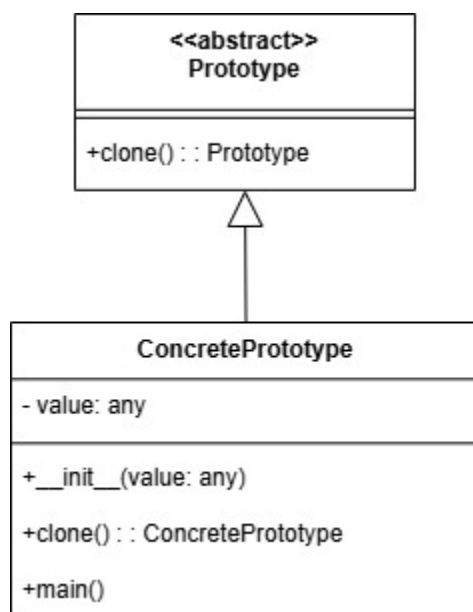 <<abstract>>
Prototype
+clone() : : Prototype
ConcretePrototype
- value: any
+__init__(value: any)
+clone() : : ConcretePrototype
+main()